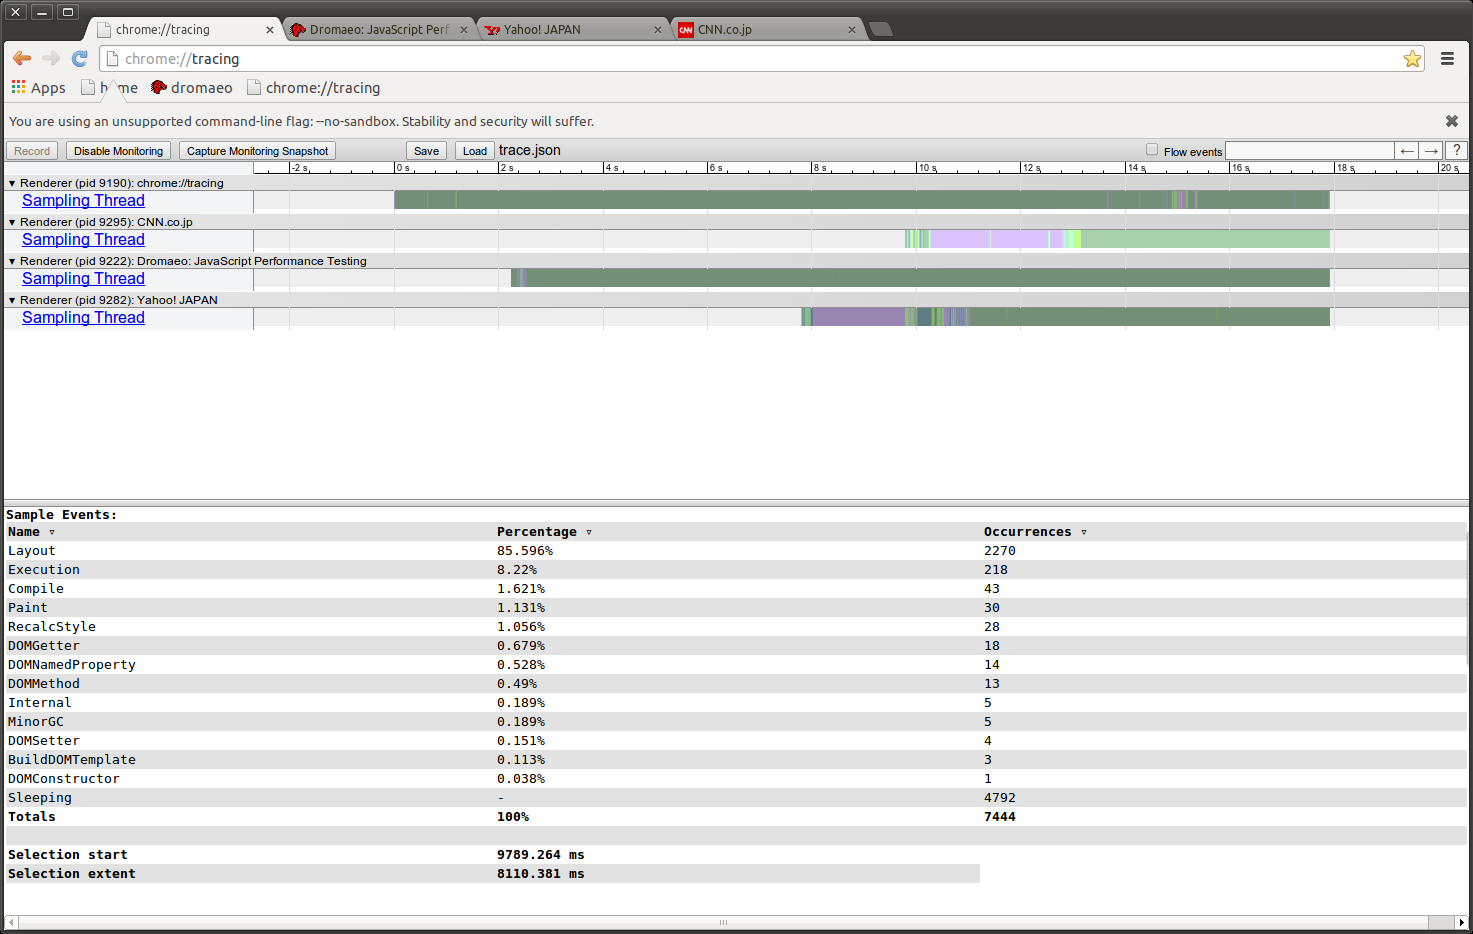 chrome://tracing Dromaeo: JavaScript Perf Yahoo! JAPAN CNN CNN.co.jp
chrome://tracing
Apps home dromaeo chrome://tracing
You are using an unsupported command-line flag: --no-sandbox. Stability and security will suffer.
Record Disable Monitoring Capture Monitoring Snapshot Save Load trace.json Flow events ← → ?
-2 s 0 s 2 s 4 s 6 s 8 s 10 s 12 s 14 s 16 s 18 s 20 s
▼ Renderer (pid 9190): chrome://tracing
Sampling Thread
▼ Renderer (pid 9295): CNN.co.jp
Sampling Thread
▼ Renderer (pid 9222): Dromaeo: JavaScript Performance Testing
Sampling Thread
▼ Renderer (pid 9282): Yahoo! JAPAN
Sampling Thread
Sample Events:
Name ▿ Percentage ▿ Occurrences ▿
Layout 85.596% 2270
Execution 8.22% 218
Compile 1.621% 43
Paint 1.131% 30
RecalcStyle 1.056% 28
DOMGetter 0.679% 18
DOMNamedProperty 0.528% 14
DOMMethod 0.49% 13
Internal 0.189% 5
MinorGC 0.189% 5
DOMSetter 0.151% 4
BuildDOMTemplate 0.113% 3
DOMConstructor 0.038% 1
Sleeping - 4792
Totals 100% 7444
Selection start 9789.264 ms
Selection extent 8110.381 ms